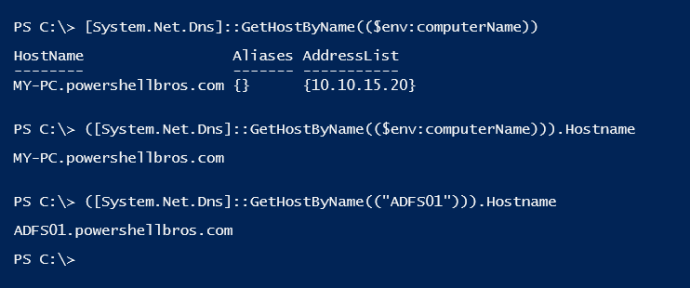 PS C:\> [System.Net.Dns]::GetHostByName(($env:computerName))
HostName Aliases AddressList
-------- ------- -----------
MY-PC.powershellbros.com {} {10.10.15.20}
PS C:\> ([System.Net.Dns]::GetHostByName(($env:computerName))).Hostname
MY-PC.powershellbros.com
PS C:\> ([System.Net.Dns]::GetHostByName(("ADFS01"))).Hostname
ADFS01.powershellbros.com
PS C:\>